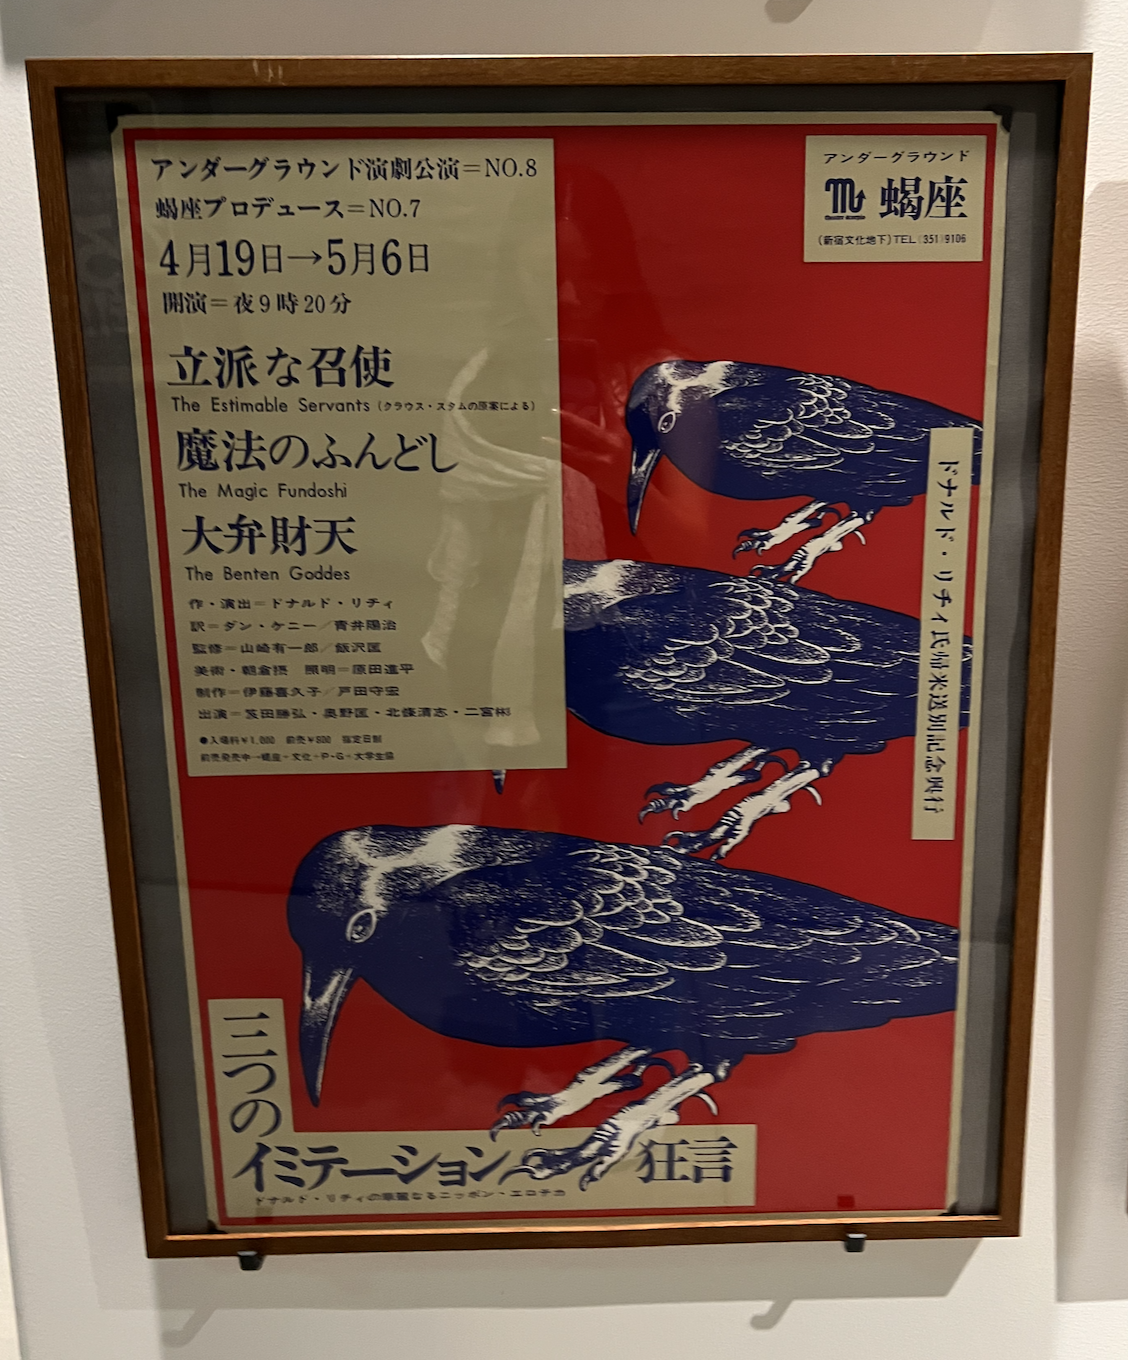 アンダーグラウンド演劇公演=NO.8
蝎座プロデュース=NO.7
4月19日→5月6日
開演=夜9時20分
立派な召使
The Estimable Servants (クラウス・スタムの原案による)
魔法のふんどし
The Magic Fundoshi
大弁財天
The Benten Goddes
作・演出=ドナルド・リチィ
訳=ダン・ケニー/青井陽治
監修=山崎有一郎/飯沢匡
美術・朝倉摂 照明=原田進平
制作=伊藤喜久子/戸田守宏
出演=笈田勝弘・奥野匡・北條清志・二宮彬
●入場料¥1,000 前売¥800 指定日制
前売発売中→蝎座・文化・P・G・大学生協
アンダーグラウンド
蝎座
(新宿文化地下)TEL(351)9106
ドナルド・リチィ氏帰米送別記念興行
三つの
イミテーション狂言
ドナルド・リチィの華麗なるニッポン・エロチカ